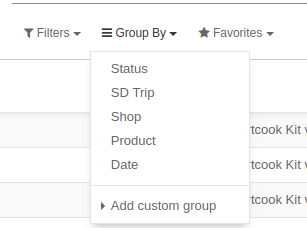 Filters Group By Favorites
Status
SD Trip
Shop
Product
rtcook Kit v
Date
rtcook Kit v
Add custom group
rtcook Kit v